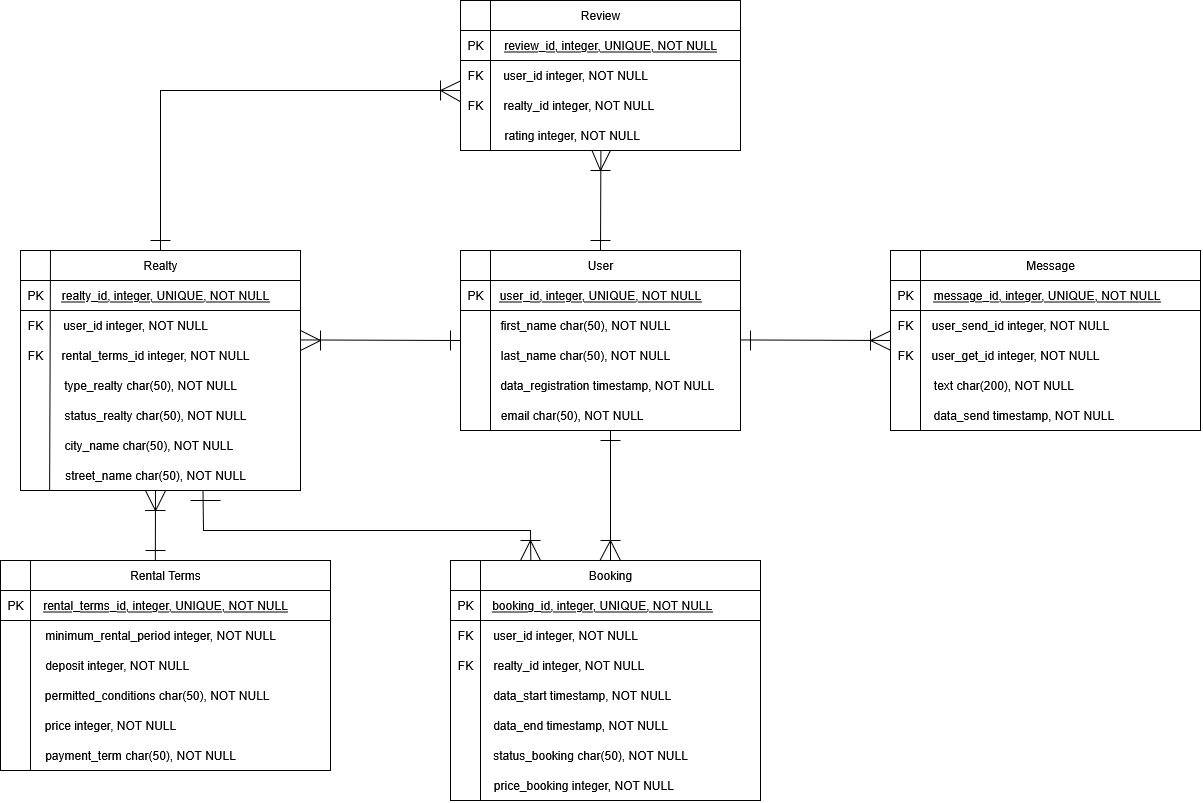 Review
PK review_id, integer, UNIQUE, NOT NULL
FK user_id integer, NOT NULL
FK realty_id integer, NOT NULL
rating integer, NOT NULL
Realty
PK realty_id, integer, UNIQUE, NOT NULL
FK user_id integer, NOT NULL
FK rental_terms_id integer, NOT NULL
type_realty char(50), NOT NULL
status_realty char(50), NOT NULL
city_name char(50), NOT NULL
street_name char(50), NOT NULL
User
PK user_id, integer, UNIQUE, NOT NULL
first_name char(50), NOT NULL
last_name char(50), NOT NULL
data_registration timestamp, NOT NULL
email char(50), NOT NULL
Message
PK message_id, integer, UNIQUE, NOT NULL
FK user_send_id integer, NOT NULL
FK user_get_id integer, NOT NULL
text char(200), NOT NULL
data_send timestamp, NOT NULL
Rental Terms
PK rental_terms_id, integer, UNIQUE, NOT NULL
minimum_rental_period integer, NOT NULL
deposit integer, NOT NULL
permitted_conditions char(50), NOT NULL
price integer, NOT NULL
payment_term char(50), NOT NULL
Booking
PK booking_id, integer, UNIQUE, NOT NULL
FK user_id integer, NOT NULL
FK realty_id integer, NOT NULL
data_start timestamp, NOT NULL
data_end timestamp, NOT NULL
status_booking char(50), NOT NULL
price_booking integer, NOT NULL